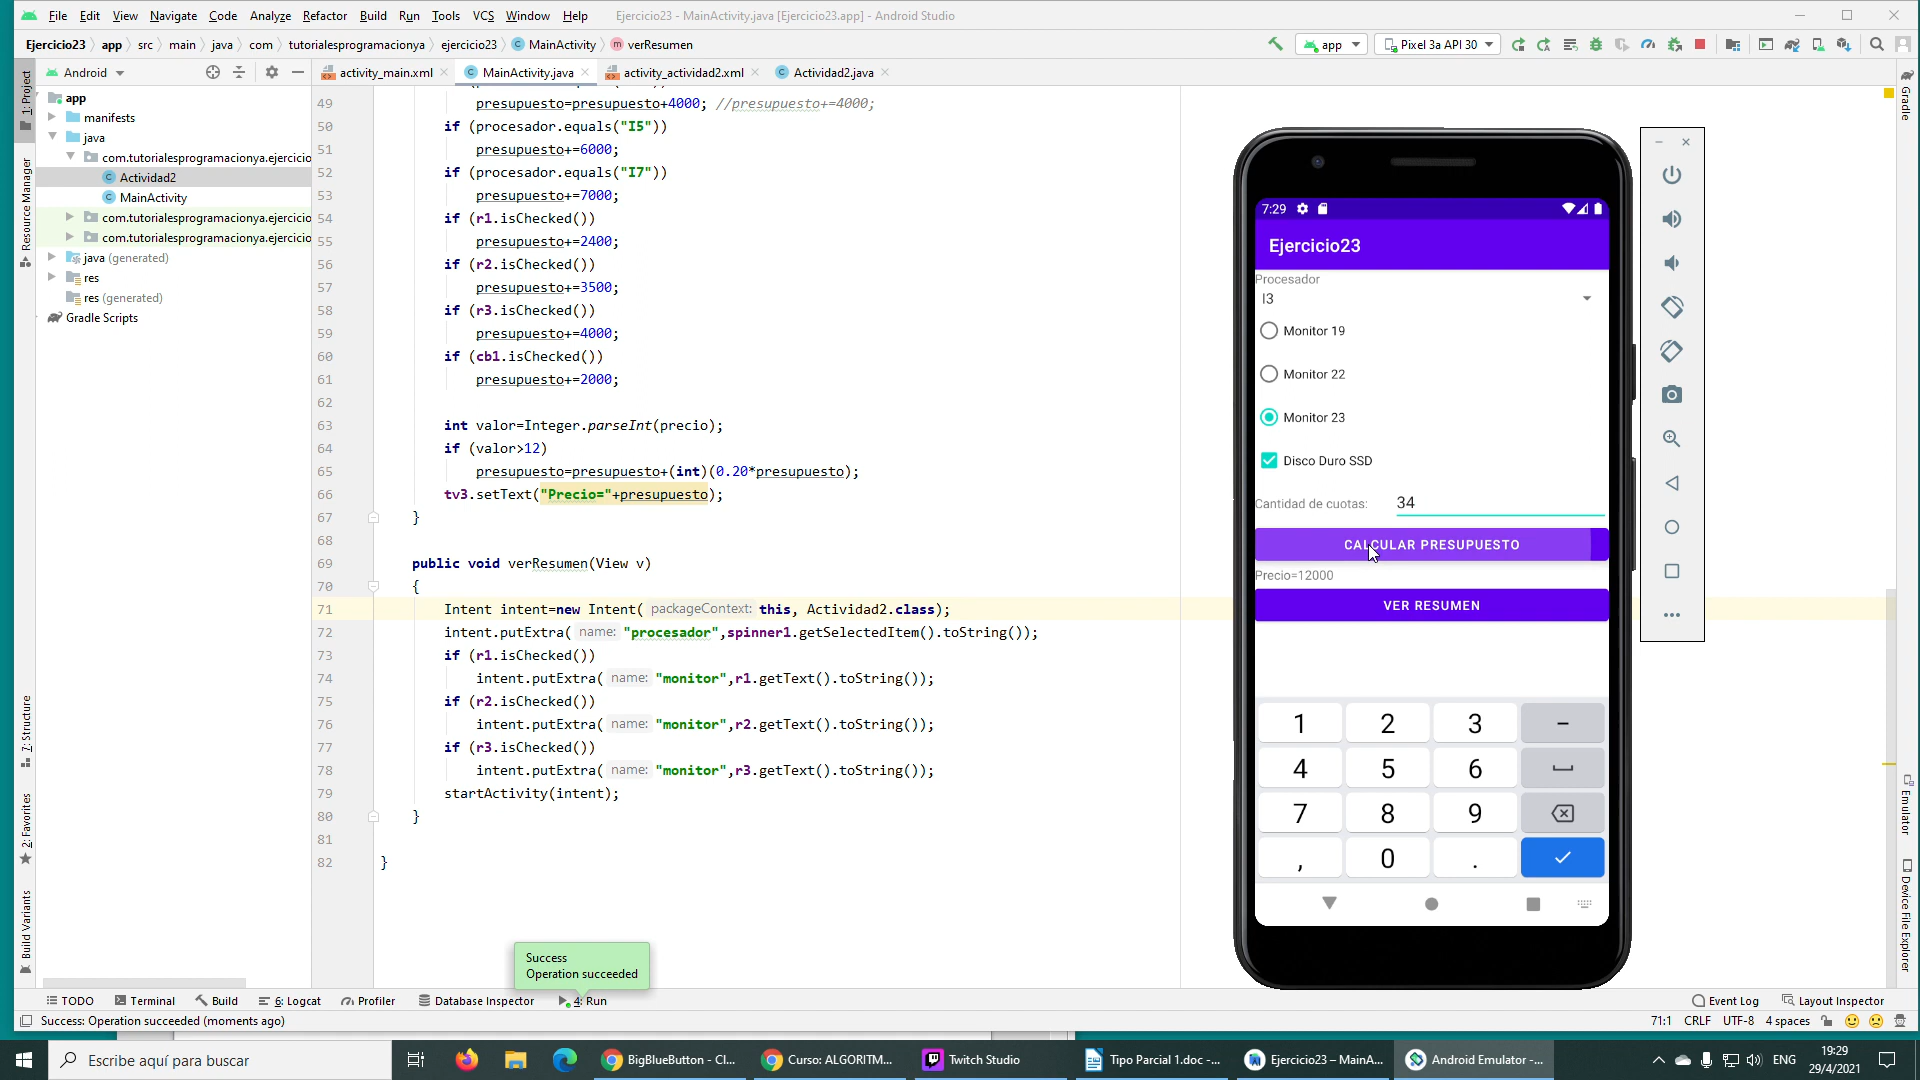 File Edit View Navigate Code Analyze Refactor Build Run Tools VCS Window Help Ejercicio23 - MainActivity.java [Ejercicio23.app] - Android Studio
Ejercicio23 app src main java com tutorialesprogramacionya ejercicio23 MainActivity verResumen
app Pixel 3a API 30
Android
activity_main.xml MainActivity.java activity_actividad2.xml Actividad2.java
1: Project
Resource Manager
7: Structure
2: Favorites
Build Variants
app
manifests
java
com.tutorialesprogramacionya.ejercicio
Actividad2
MainActivity
com.tutorialesprogramacionya.ejercicio
com.tutorialesprogramacionya.ejercicio
java (generated)
res
res (generated)
Gradle Scripts
49 presupuesto=presupuesto+4000; //presupuesto+=4000;
50 if (procesador.equals("I5"))
51 presupuesto+=6000;
52 if (procesador.equals("I7"))
53 presupuesto+=7000;
54 if (r1.isChecked())
55 presupuesto+=2400;
56 if (r2.isChecked())
57 presupuesto+=3500;
58 if (r3.isChecked())
59 presupuesto+=4000;
60 if (cb1.isChecked())
61 presupuesto+=2000;
62
63 int valor=Integer.parseInt(precio);
64 if (valor>12)
65 presupuesto=presupuesto+(int)(0.20*presupuesto);
66 tv3.setText("Precio="+presupuesto);
67 }
68
69 public void verResumen(View v)
70 {
71 Intent intent=new Intent( packageContext: this, Actividad2.class);
72 intent.putExtra( name: "procesador",spinner1.getSelectedItem().toString());
73 if (r1.isChecked())
74 intent.putExtra( name: "monitor",r1.getText().toString());
75 if (r2.isChecked())
76 intent.putExtra( name: "monitor",r2.getText().toString());
77 if (r3.isChecked())
78 intent.putExtra( name: "monitor",r3.getText().toString());
79 startActivity(intent);
80 }
81
82 }
7:29
Ejercicio23
Procesador
I3
Monitor 19
Monitor 22
Monitor 23
Disco Duro SSD
Cantidad de cuotas: 34
CALCULAR PRESUPUESTO
Precio=12000
VER RESUMEN
1 2 3 -
4 5 6
7 8 9
, 0 .
Gradle
Emulator
Device File Explorer
Success
Operation succeeded
TODO Terminal Build 6: Logcat Profiler Database Inspector 4: Run Event Log Layout Inspector
Success: Operation succeeded (moments ago) 71:1 CRLF UTF-8 4 spaces
Escribe aquí para buscar
BigBlueButton - Cl... Curso: ALGORITM... Twitch Studio Tipo Parcial 1.doc -... Ejercicio23 – MainA... Android Emulator -...
ENG
19:29
29/4/2021